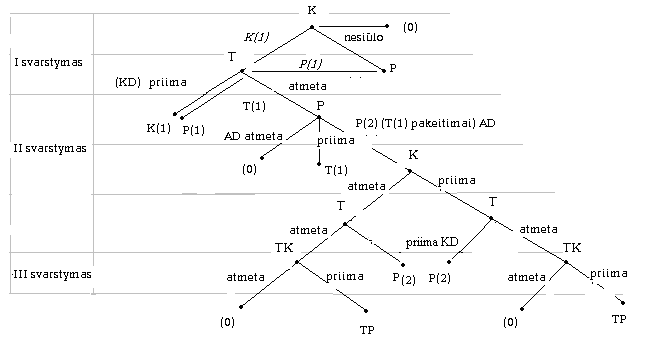 K
(0)
K(1)
nesiūlo
I svarstymas
T
P(1)
P
(KD) priima
atmeta
T(1)
P
K(1)
P(1)
AD atmeta
priima
P(2) (T(1) pakeitimai) AD
II svarstymas
(0)
T(1)
K
atmeta
priima
T
T
atmeta
priima KD
atmeta
TK
TK
III svarstymas
atmeta
priima
P(2)
P(2)
atmeta
priima
(0)
TP
(0)
TP